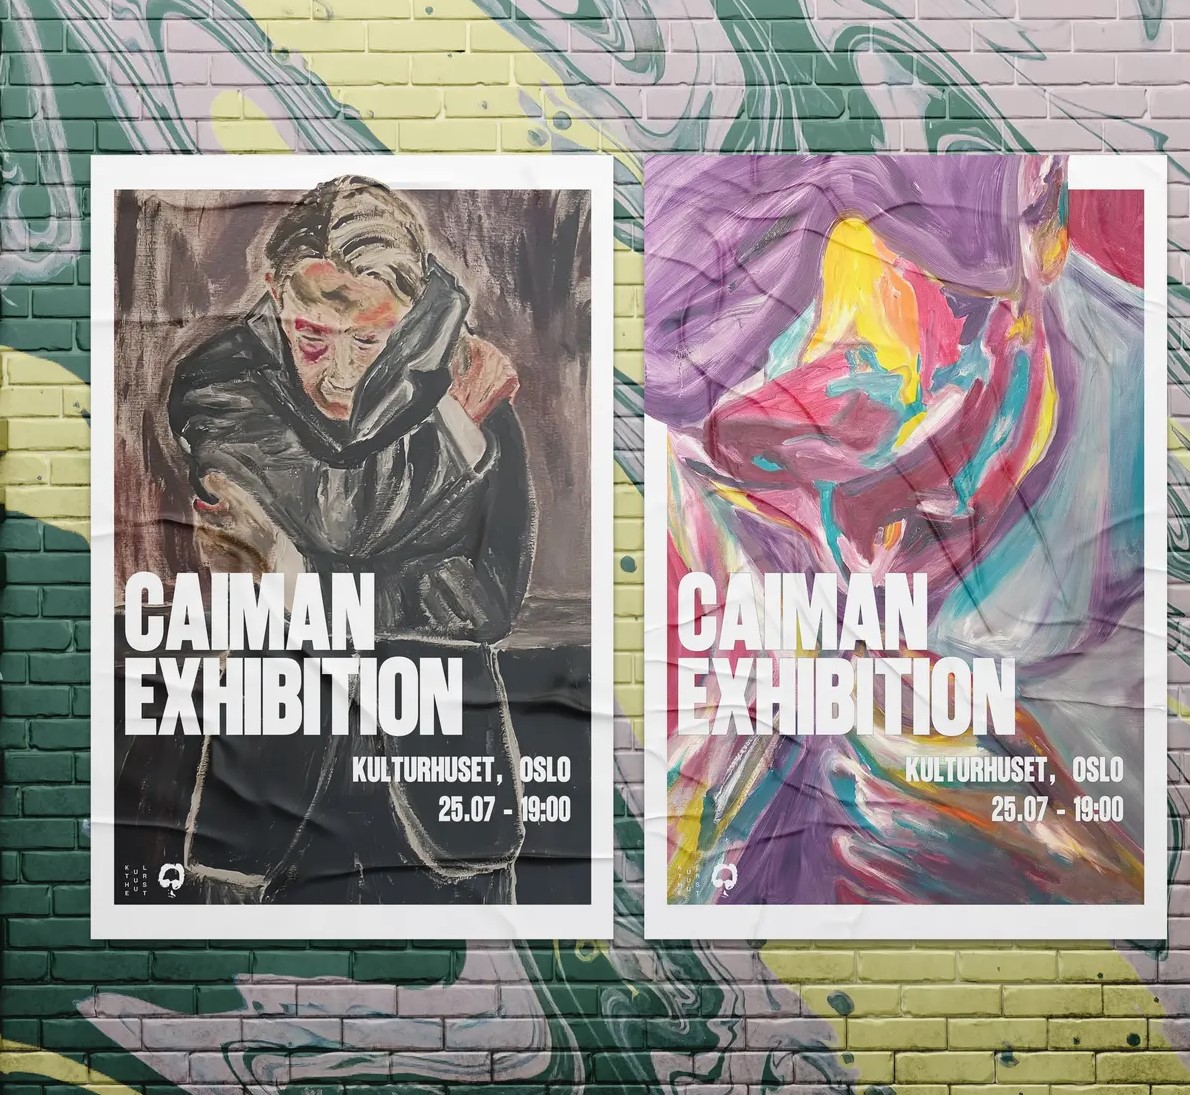 CAIMAN
EXHIBITION
KULTURHUSET, OSLO
25.07 - 19:00
K L
T U R
H U S
E U T
CAIMAN
EXHIBITION
KULTURHUSET, OSLO
25.07 - 19:00
K L
T U R
H U S
E U T